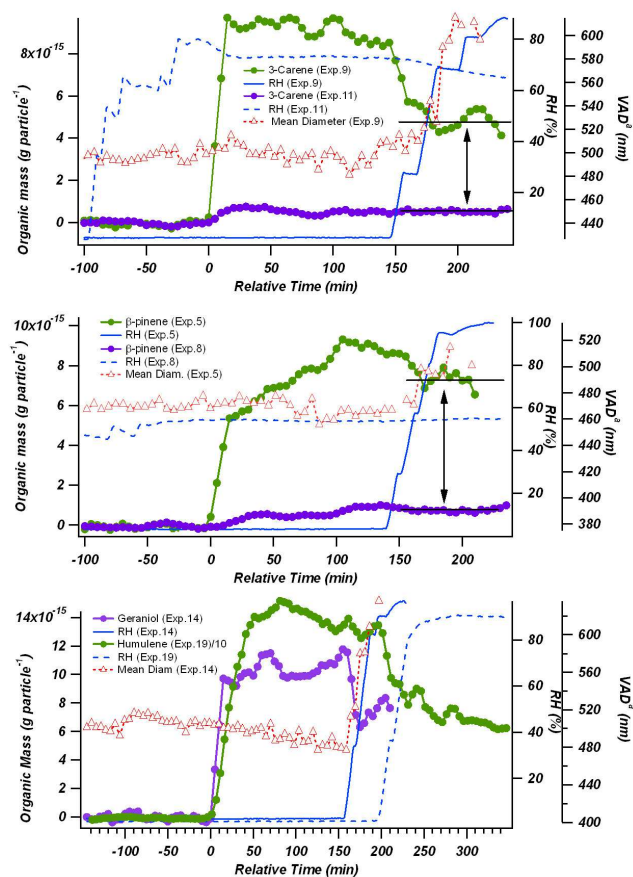 8x10⁻¹⁵
6
4
2
0
Organic mass (g particle⁻¹)
3-Carene (Exp.9)
RH (Exp.9)
3-Carene (Exp.11)
RH (Exp.11)
Mean Diameter (Exp.9)
80
60
40
20
RH (%)
600
580
560
540
520
500
480
460
440
VADᵃ (nm)
-100 -50 0 50 100 150 200
Relative Time (min)
10x10⁻¹⁵
8
6
4
2
0
Organic mass (g particle⁻¹)
β-pinene (Exp.5)
RH (Exp.5)
β-pinene (Exp.8)
RH (Exp.8)
Mean Diam. (Exp.5)
100
80
60
40
20
RH (%)
520
500
480
460
440
420
400
380
VADᵃ (nm)
-100 -50 0 50 100 150 200
Relative Time (min)
14x10⁻¹⁵
12
10
8
6
4
2
0
Organic Mass (g particle⁻¹)
Geraniol (Exp.14)
RH (Exp.14)
Humulene (Exp.19)/10
RH (Exp.19)
Mean Diam (Exp.14)
80
60
40
20
RH (%)
600
560
520
480
440
400
VADᵃ (nm)
-100 -50 0 50 100 150 200 250 300
Relative Time (min)